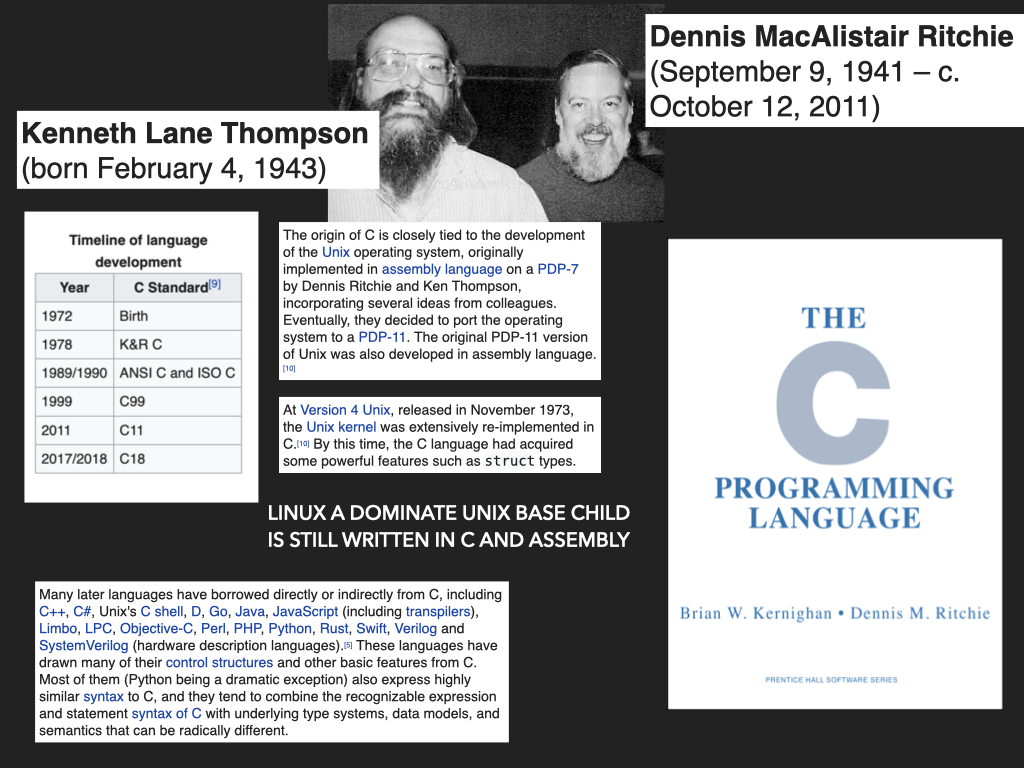 Dennis MacAlistair Ritchie
(September 9, 1941 – c.
October 12, 2011)
Kenneth Lane Thompson
(born February 4, 1943)
Timeline of language
development
Year C Standard[9]
1972 Birth
1978 K&R C
1989/1990 ANSI C and ISO C
1999 C99
2011 C11
2017/2018 C18
The origin of C is closely tied to the development
of the Unix operating system, originally
implemented in assembly language on a PDP-7
by Dennis Ritchie and Ken Thompson,
incorporating several ideas from colleagues.
Eventually, they decided to port the operating
system to a PDP-11. The original PDP-11 version
of Unix was also developed in assembly language.
[10]
At Version 4 Unix, released in November 1973,
the Unix kernel was extensively re-implemented in
C.[10] By this time, the C language had acquired
some powerful features such as struct types.
LINUX A DOMINATE UNIX BASE CHILD
IS STILL WRITTEN IN C AND ASSEMBLY
Many later languages have borrowed directly or indirectly from C, including
C++, C#, Unix's C shell, D, Go, Java, JavaScript (including transpilers),
Limbo, LPC, Objective-C, Perl, PHP, Python, Rust, Swift, Verilog and
SystemVerilog (hardware description languages).[5] These languages have
drawn many of their control structures and other basic features from C.
Most of them (Python being a dramatic exception) also express highly
similar syntax to C, and they tend to combine the recognizable expression
and statement syntax of C with underlying type systems, data models, and
semantics that can be radically different.
THE
C
PROGRAMMING
LANGUAGE
Brian W. Kernighan • Dennis M. Ritchie
PRENTICE HALL SOFTWARE SERIES